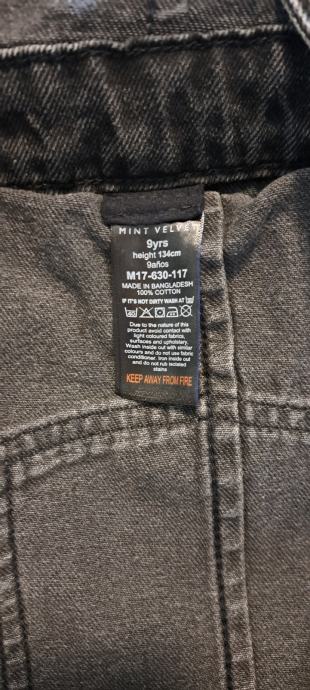 MINT VELVET
9yrs
height 134cm
9años
M17-630-117
MADE IN BANGLADESH
100% COTTON
IF IT'S NOT DIRTY WASH AT
Due to the nature of this
product avoid contact with
light coloured fabrics,
surfaces and upholstery.
Wash inside out with similar
colours and do not use fabric
conditioner. Iron inside out
and do not rub isolated
stains
KEEP AWAY FROM FIRE